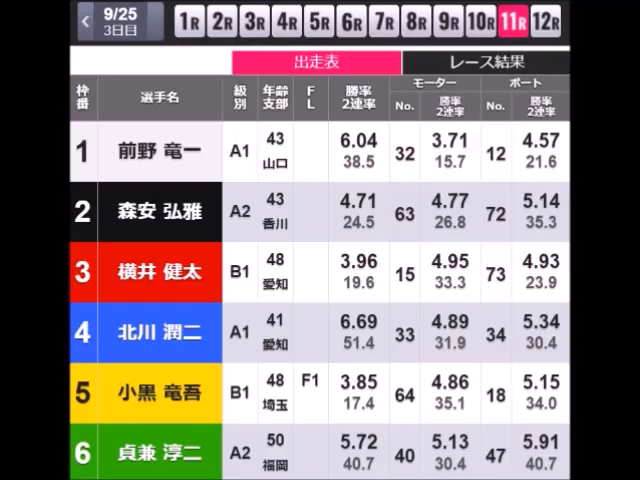 9/25
3日目
1R 2R 3R 4R 5R 6R 7R 8R 9R 10R 11R 12R
出走表 レース結果
枠番 選手名 級別 年齢支部 F L 勝率 2連率 モーター No. 勝率 2連率 ボート No. 勝率 2連率
1 前野 竜一 A1 43 山口 6.04 38.5 32 3.71 15.7 12 4.57 21.6
2 森安 弘雅 A2 43 香川 4.71 24.5 63 4.77 26.8 72 5.14 35.3
3 横井 健太 B1 48 愛知 3.96 19.6 15 4.95 33.3 73 4.93 23.9
4 北川 潤二 A1 41 愛知 6.69 51.4 33 4.89 31.9 34 5.34 30.4
5 小黒 竜吾 B1 48 埼玉 F1 3.85 17.4 64 4.86 35.1 18 5.15 34.0
6 貞兼 淳二 A2 50 福岡 5.72 40.7 40 5.13 30.4 47 5.91 40.7